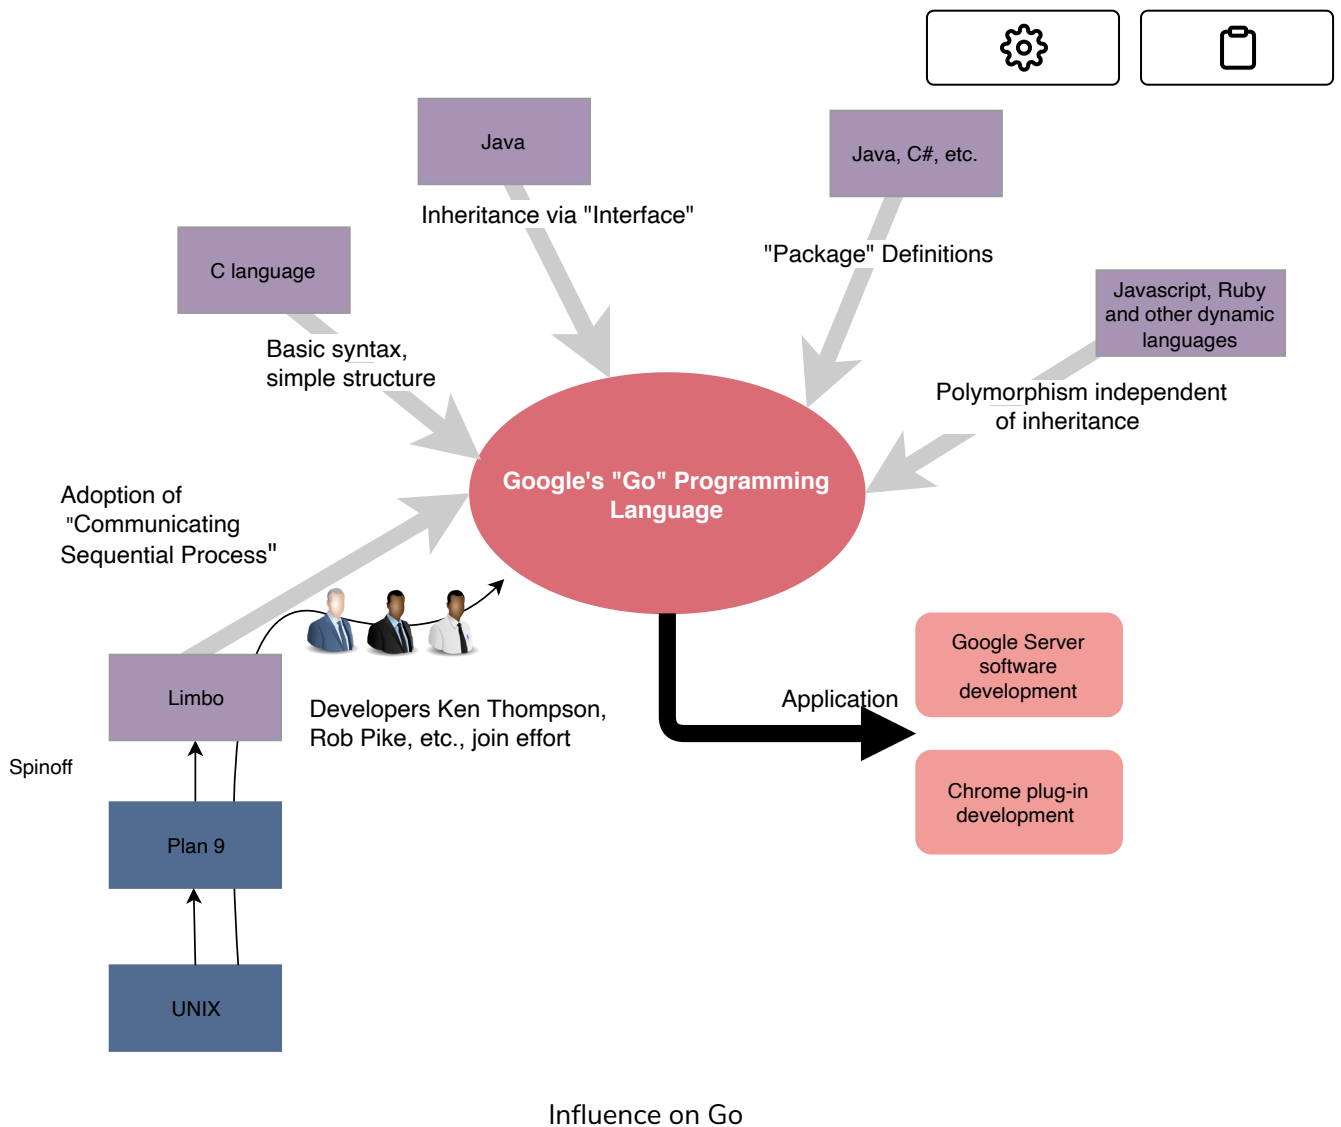 Java
Java, C#, etc.
Inheritance via "Interface"
"Package" Definitions
C language
Javascript, Ruby
and other dynamic
languages
Basic syntax,
simple structure
Polymorphism independent
of inheritance
Google's "Go" Programming
Language
Adoption of
"Communicating
Sequential Process"
Google Server
software
development
Limbo
Application
Developers Ken Thompson,
Rob Pike, etc., join effort
Spinoff
Chrome plug-in
development
Plan 9
UNIX
Influence on Go